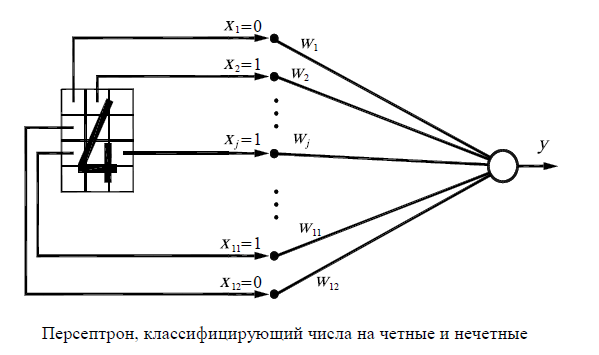 x1=0
w1
x2=1
w2
xj=1
wj
y
x11=1
w11
x12=0
w12
Персептрон, классифицирующий числа на четные и нечетные